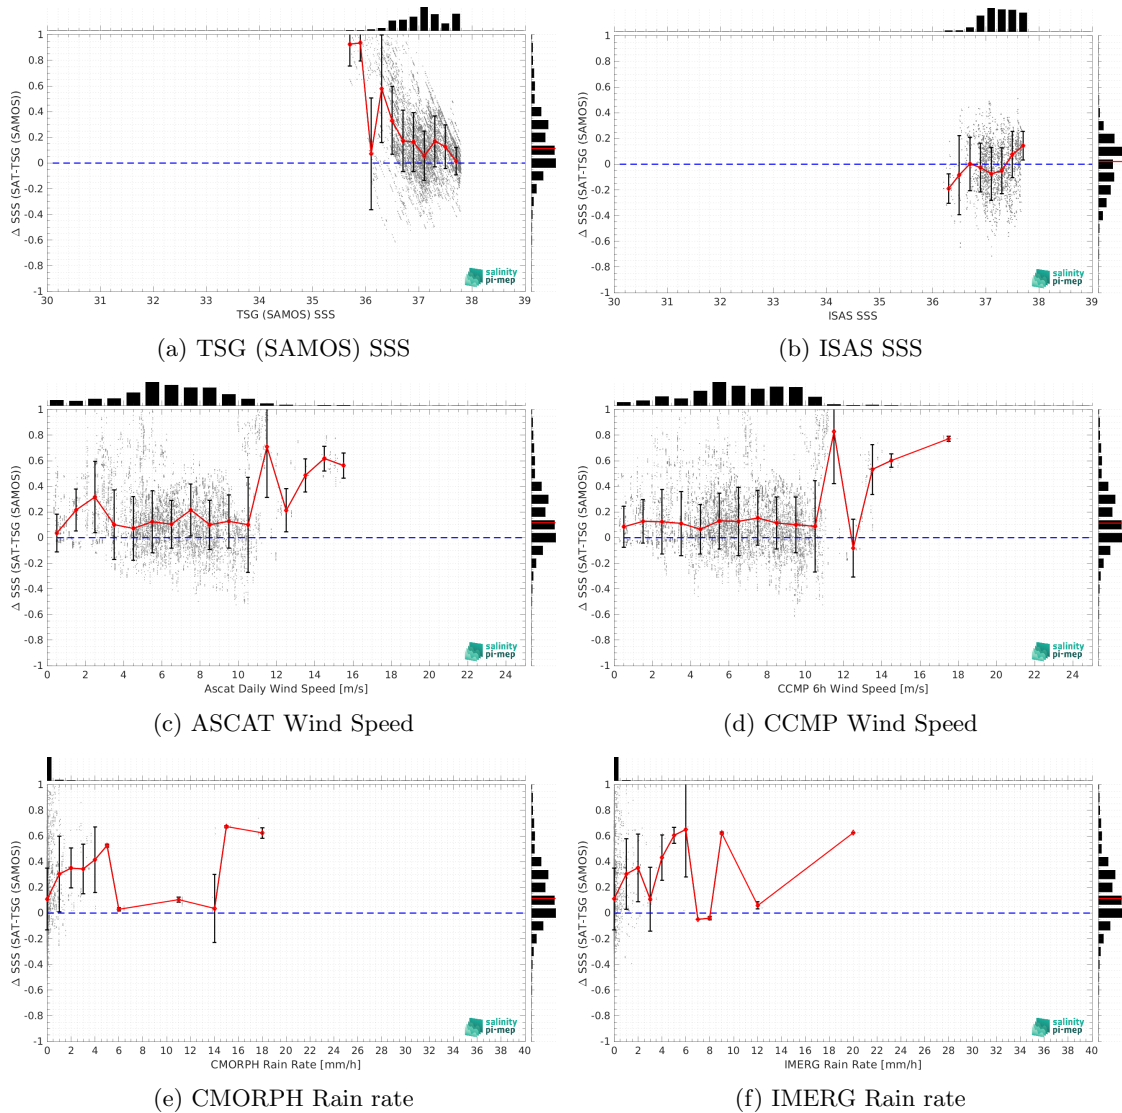 1
0.8
0.6
0.4
0.2
0
-0.2
-0.4
-0.6
-0.8
-1
Δ SSS (SAT-TSG (SAMOS))
30 31 32 33 34 35 36 37 38 39
TSG (SAMOS) SSS
salinity
pi-mep
(a) TSG (SAMOS) SSS
1
0.8
0.6
0.4
0.2
0
-0.2
-0.4
-0.6
-0.8
-1
Δ SSS (SAT-TSG (SAMOS))
30 31 32 33 34 35 36 37 38 39
ISAS SSS
salinity
pi-mep
(b) ISAS SSS
1
0.8
0.6
0.4
0.2
0
-0.2
-0.4
-0.6
-0.8
-1
Δ SSS (SAT-TSG (SAMOS))
0 2 4 6 8 10 12 14 16 18 20 22 24
Ascat Daily Wind Speed [m/s]
salinity
pi-mep
(c) ASCAT Wind Speed
1
0.8
0.6
0.4
0.2
0
-0.2
-0.4
-0.6
-0.8
-1
Δ SSS (SAT-TSG (SAMOS))
0 2 4 6 8 10 12 14 16 18 20 22 24
CCMP 6h Wind Speed [m/s]
salinity
pi-mep
(d) CCMP Wind Speed
1
0.8
0.6
0.4
0.2
0
-0.2
-0.4
-0.6
-0.8
-1
Δ SSS (SAT-TSG (SAMOS))
0 2 4 6 8 10 12 14 16 18 20 22 24 26 28 30 32 34 36 38 40
CMORPH Rain Rate [mm/h]
salinity
pi-mep
(e) CMORPH Rain rate
1
0.8
0.6
0.4
0.2
0
-0.2
-0.4
-0.6
-0.8
-1
Δ SSS (SAT-TSG (SAMOS))
0 2 4 6 8 10 12 14 16 18 20 22 24 26 28 30 32 34 36 38 40
IMERG Rain Rate [mm/h]
salinity
pi-mep
(f) IMERG Rain rate